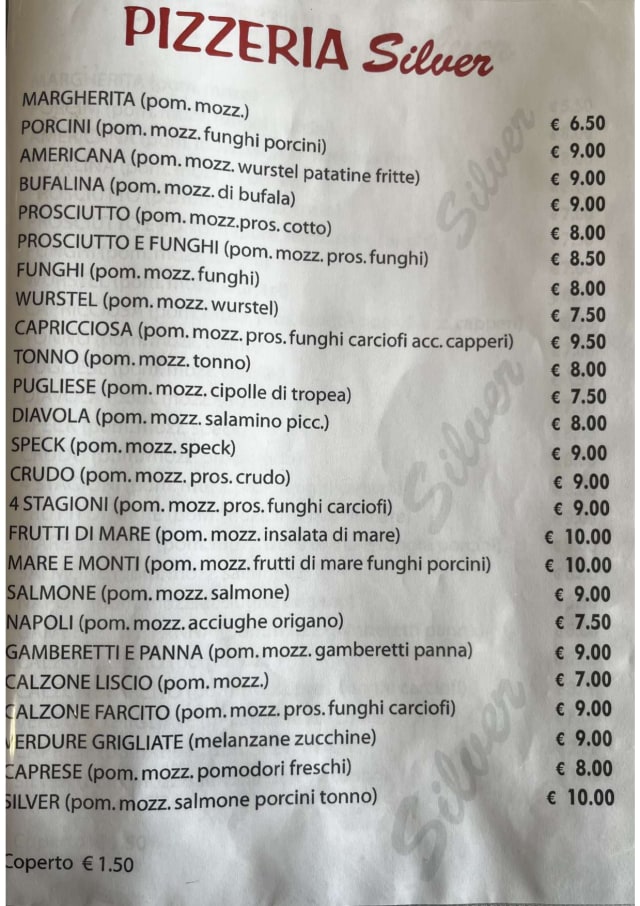 PIZZERIA Silver
MARGHERITA (pom. mozz.) € 6.50
PORCINI (pom. mozz. funghi porcini) € 9.00
AMERICANA (pom. mozz. wurstel patatine fritte) € 9.00
BUFALINA (pom. mozz. di bufala) € 9.00
PROSCIUTTO (pom. mozz.pros. cotto) € 8.00
PROSCIUTTO E FUNGHI (pom. mozz. pros. funghi) € 8.50
FUNGHI (pom. mozz. funghi) € 8.00
WURSTEL (pom. mozz. wurstel) € 7.50
CAPRICCIOSA (pom. mozz. pros. funghi carciofi acc. capperi) € 9.50
TONNO (pom. mozz. tonno) € 8.00
PUGLIESE (pom. mozz. cipolle di tropea) € 7.50
DIAVOLA (pom. mozz. salamino picc.) € 8.00
SPECK (pom. mozz. speck) € 9.00
CRUDO (pom. mozz. pros. crudo) € 9.00
4 STAGIONI (pom. mozz. pros. funghi carciofi) € 9.00
FRUTTI DI MARE (pom. mozz. insalata di mare) € 10.00
MARE E MONTI (pom. mozz. frutti di mare funghi porcini) € 10.00
SALMONE (pom. mozz. salmone) € 9.00
NAPOLI (pom. mozz. acciughe origano) € 7.50
GAMBERETTI E PANNA (pom. mozz. gamberetti panna) € 9.00
CALZONE LISCIO (pom. mozz.) € 7.00
CALZONE FARCITO (pom. mozz. pros. funghi carciofi) € 9.00
VERDURE GRIGLIATE (melanzane zucchine) € 9.00
CAPRESE (pom. mozz. pomodori freschi) € 8.00
SILVER (pom. mozz. salmone porcini tonno) € 10.00
Coperto € 1.50
Silver
Silver
Silver